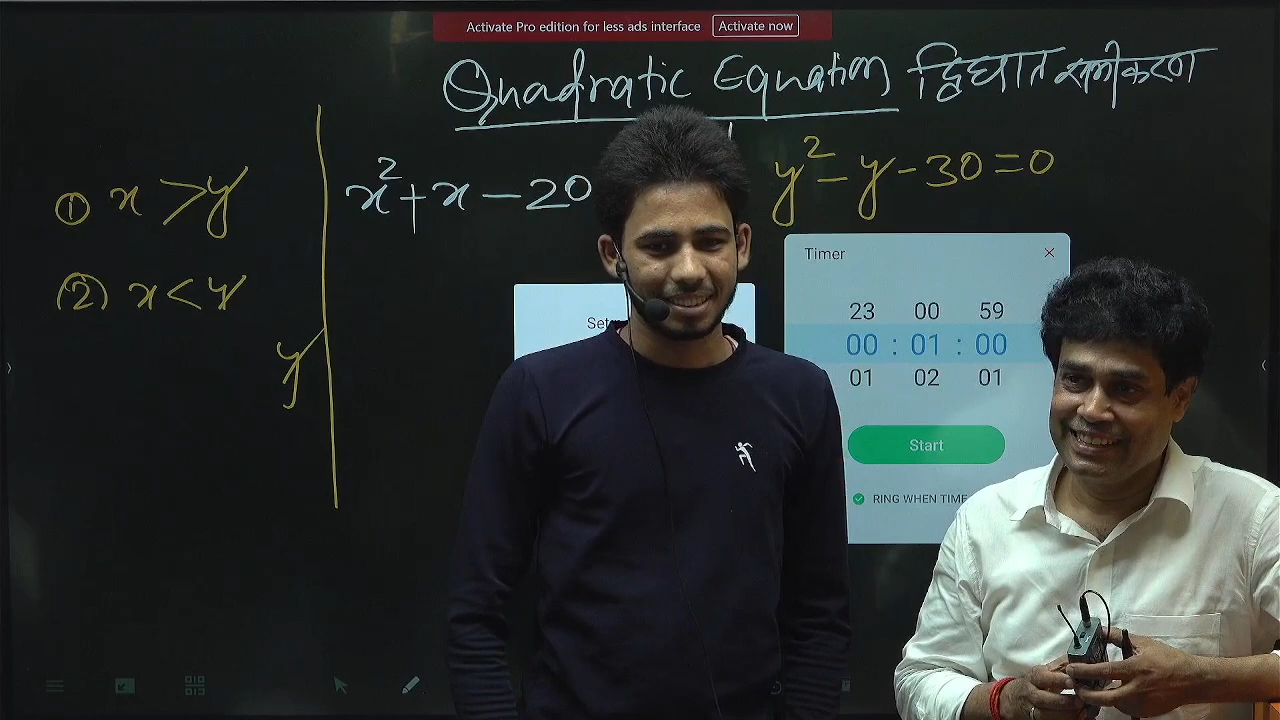 Activate Pro edition for less ads interface Activate now
Quadratic Equation द्विघात समीकरण
① x > y
x² + x - 20
y² - y - 30 = 0
(2) x < y
y
Timer
23 00 59
00 : 01 : 00
01 02 01
Start
RING WHEN TIME